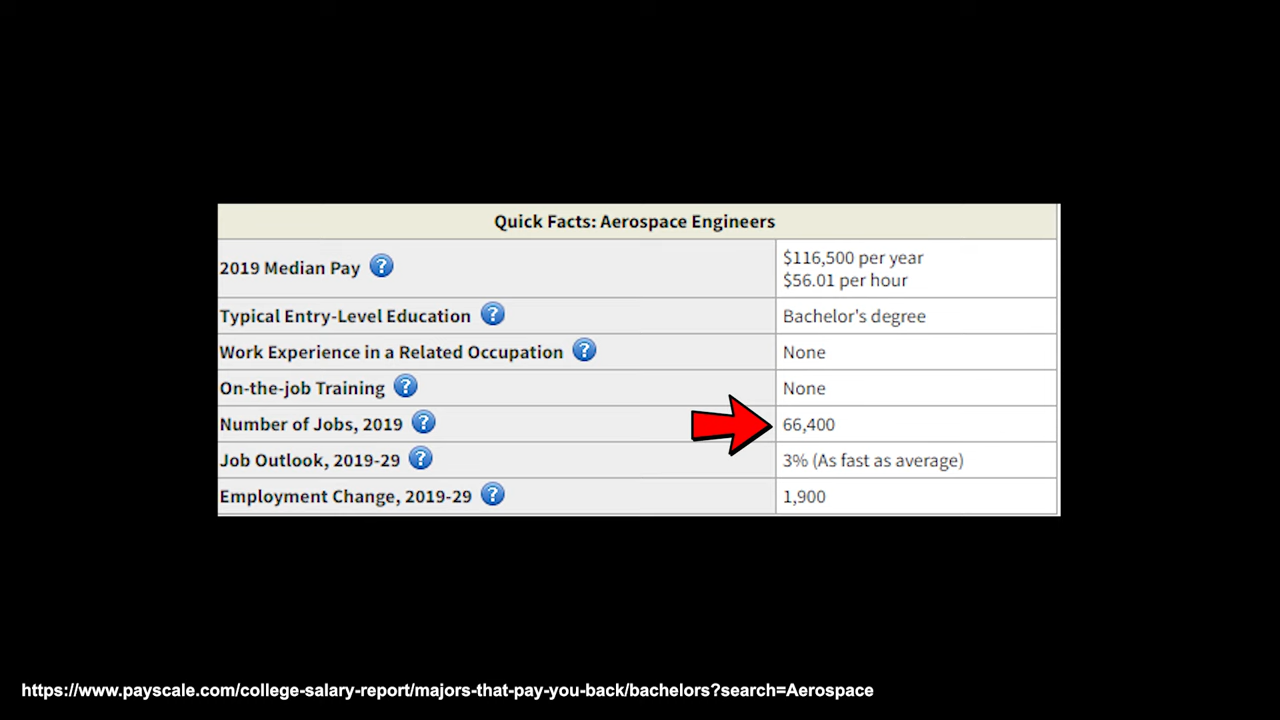 Quick Facts: Aerospace Engineers
2019 Median Pay ?
$116,500 per year
$56.01 per hour
Typical Entry-Level Education ?
Bachelor's degree
Work Experience in a Related Occupation ?
None
On-the-job Training ?
None
Number of Jobs, 2019 ?
66,400
Job Outlook, 2019-29 ?
3% (As fast as average)
Employment Change, 2019-29 ?
1,900
https://www.payscale.com/college-salary-report/majors-that-pay-you-back/bachelors?search=Aerospace